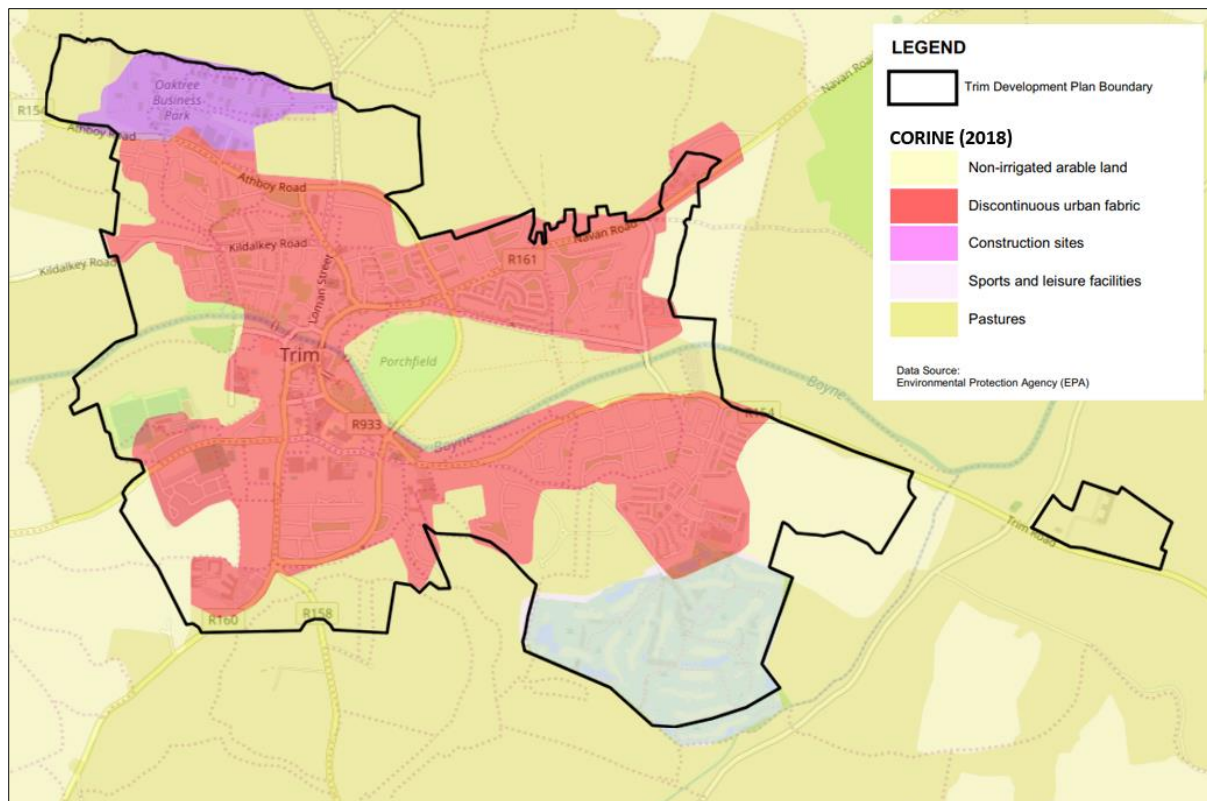 LEGEND
Trim Development Plan Boundary
CORINE (2018)
Non-irrigated arable land
Discontinuous urban fabric
Construction sites
Sports and leisure facilities
Pastures
Data Source:
Environmental Protection Agency (EPA)
Oaktree
Business
Park
Athboy Road
Athboy Road
Kildalkey Road
Kildalkey Road
Loman Street
Navan Road
Navan Road
R161
Trim
Porchfield
R933
Boyne
Boyne
R154
Trim Road
R160
R158